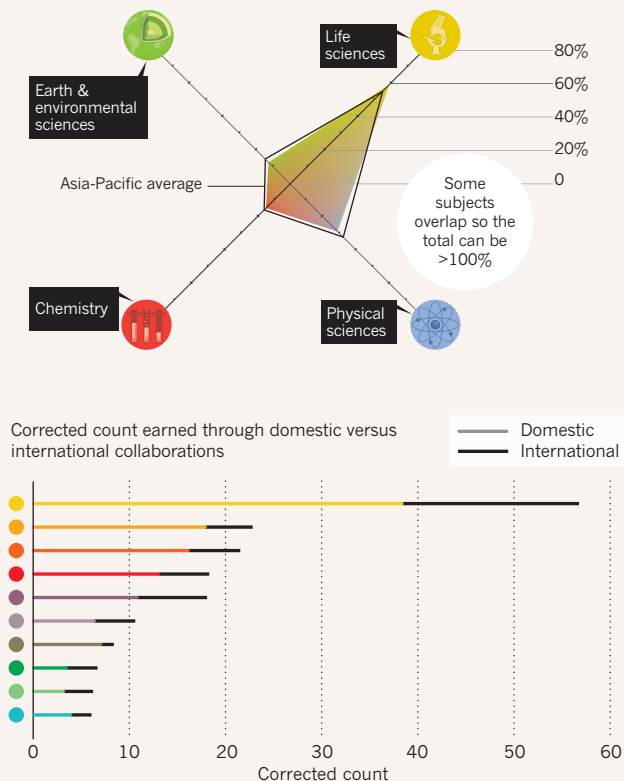 Life
sciences
80%
Earth &
environmental
sciences
60%
40%
20%
Asia-Pacific average
0
Some
subjects
overlap so the
total can be
>100%
Chemistry
Physical
sciences
Corrected count earned through domestic versus
international collaborations
Domestic
International
0 10 20 30 40 50 60
Corrected count